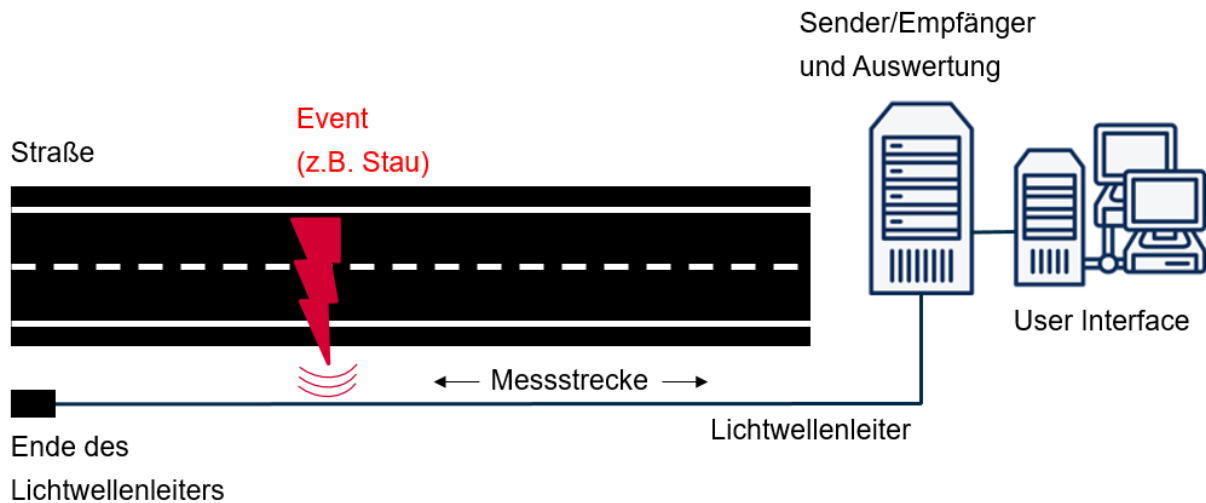 Sender/Empfänger
und Auswertung
Event
(z.B. Stau)
Straße
User Interface
Messstrecke
Lichtwellenleiter
Ende des
Lichtwellenleiters